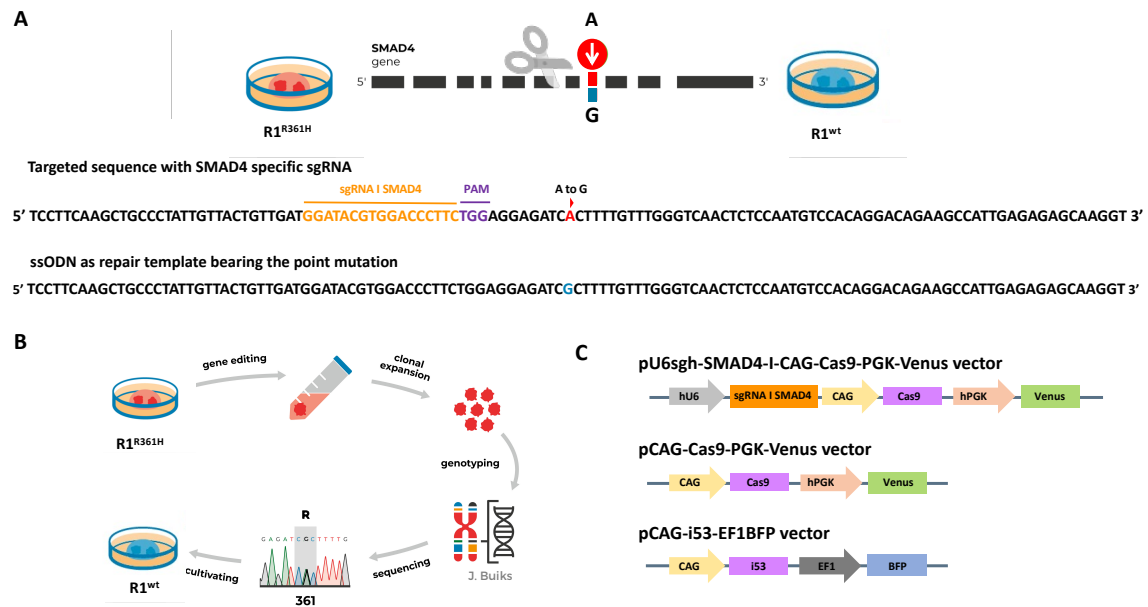 A
SMAD4
gene
A
5'
3'
G
R1R361H
R1wt
Targeted sequence with SMAD4 specific sgRNA
sgRNA I SMAD4
PAM
A to G
5’ TCCTTCAAGCTGCCCTATTGTTACTGTTGATGGATACGTGGACCCTTCTGGAGGAGATCACTTTTGTTTGGGTCAACTCTCCAATGTCCACAGGACAGAAGCCATTGAGAGAGCAAGGT 3’
ssODN as repair template bearing the point mutation
5’ TCCTTCAAGCTGCCCTATTGTTACTGTTGATGGATACGTGGACCCTTCTGGAGGAGATCGCTTTTGTTTGGGTCAACTCTCCAATGTCCACAGGACAGAAGCCATTGAGAGAGCAAGGT 3’
B
gene editing
clonal
expansion
R1R361H
genotyping
R
G A G A T C G C T T T T G
J. Buiks
sequencing
361
cultivating
R1wt
C
pU6sgh-SMAD4-I-CAG-Cas9-PGK-Venus vector
hU6 sgRNA I SMAD4 CAG Cas9 hPGK Venus
pCAG-Cas9-PGK-Venus vector
CAG Cas9 hPGK Venus
pCAG-i53-EF1BFP vector
CAG i53 EF1 BFP